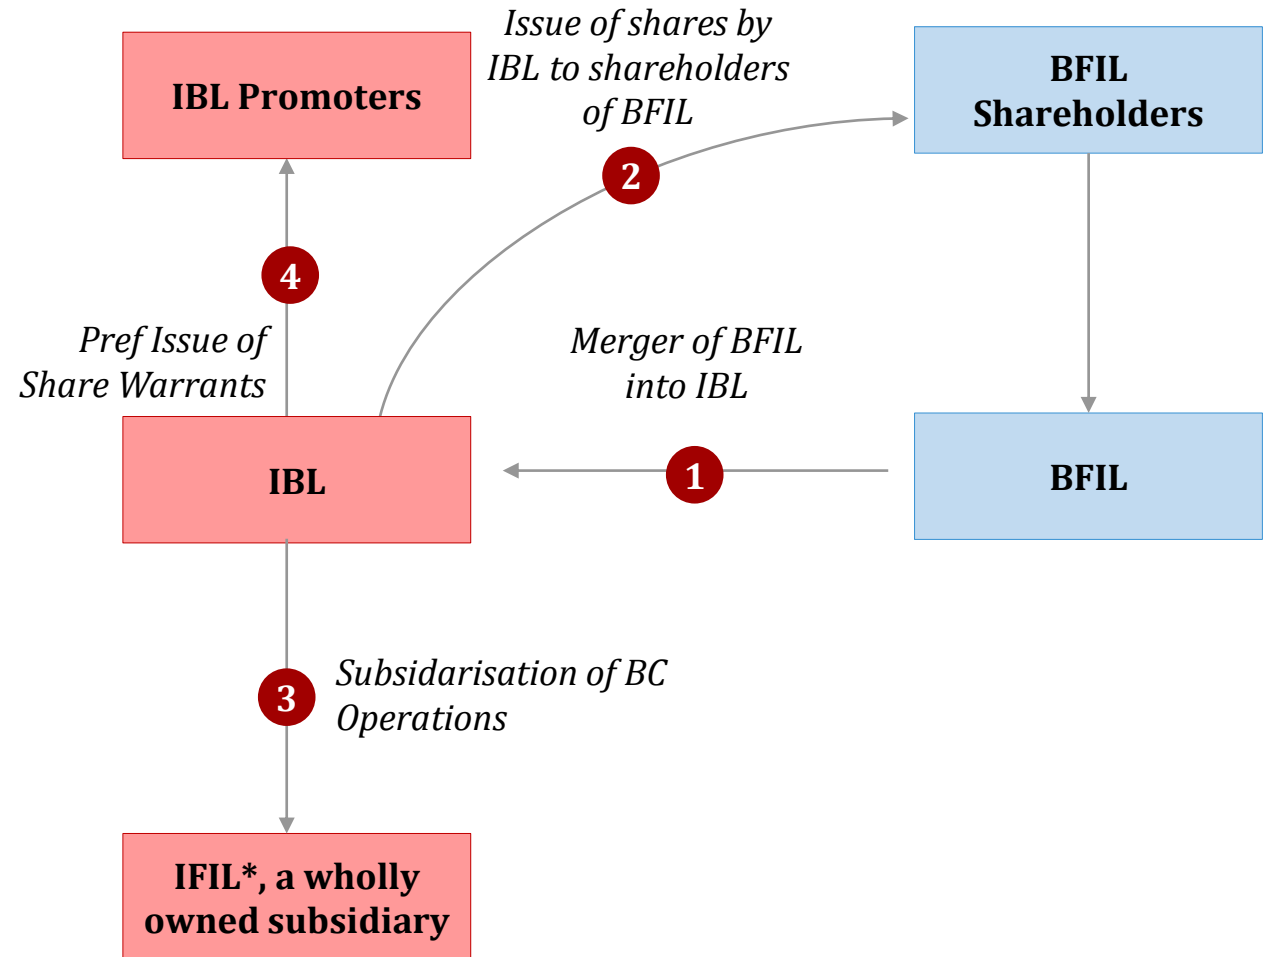 Issue of shares by
IBL to shareholders
of BFIL
IBL Promoters
BFIL
Shareholders
2
4
Pref Issue of
Share Warrants
Merger of BFIL
into IBL
IBL
1
BFIL
3
Subsidarisation of BC
Operations
IFIL*, a wholly
owned subsidiary